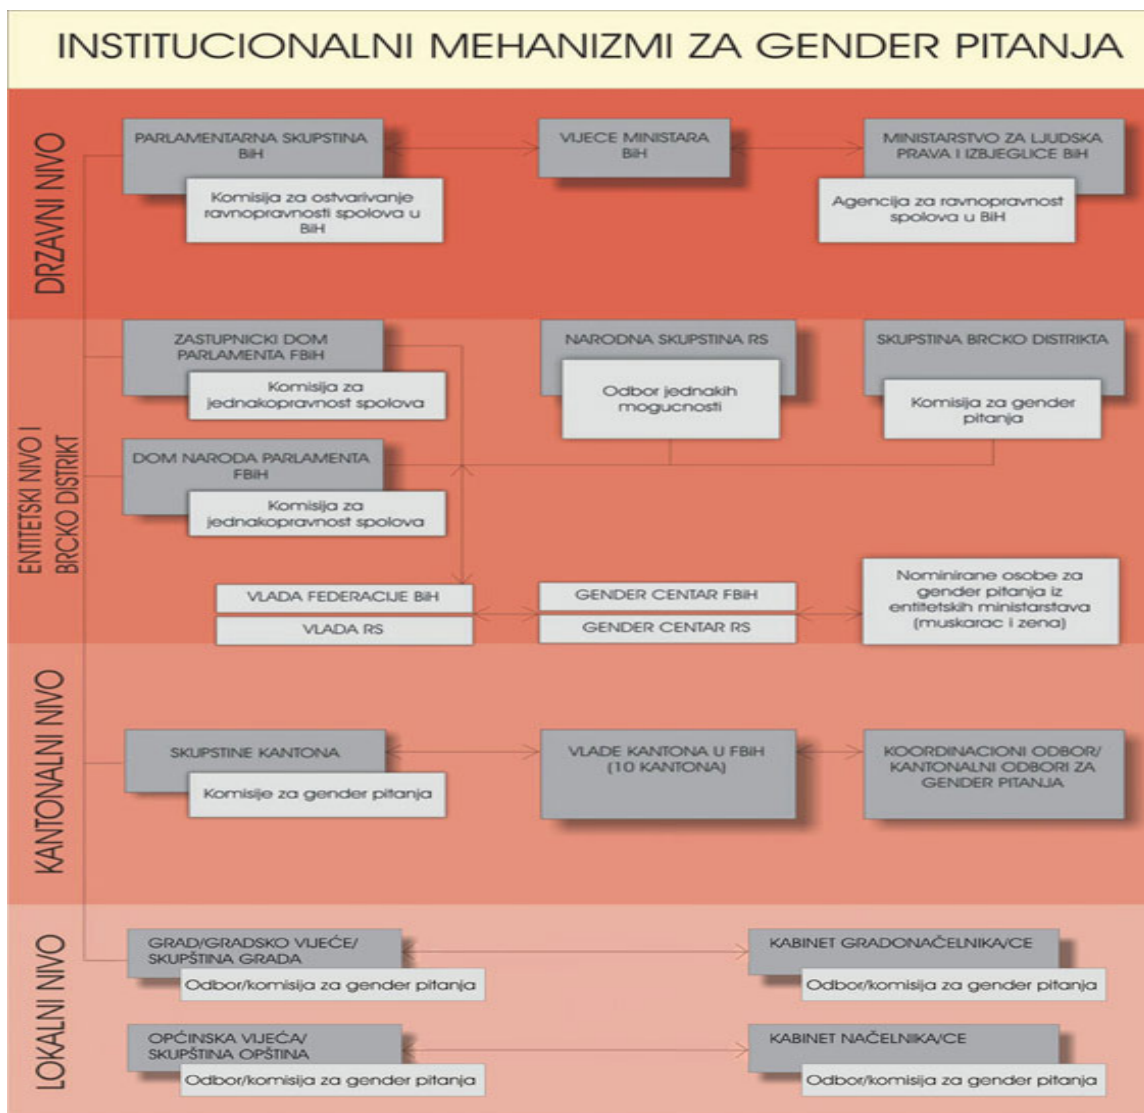 INSTITUCIONALNI MEHANIZMI ZA GENDER PITANJA
DRZAVNI NIVO
PARLAMENTARNA SKUPSTINA
BiH
Komisija za ostvarivanje
ravnopravnosti spolova u
BiH
VIJECE MINISTARA
BiH
MINISTARSTVO ZA LJUDSKA
PRAVA I IZBJEGLICE BiH
Agencija za ravnopravnost
spolova u BiH
ENTITETSKI NIVO I
BRCKO DISTRIKT
ZASTUPNICKI DOM
PARLAMENTA FBiH
Komisija za
jednakopravnost spolova
NARODNA SKUPSTINA RS
Odbor jednakih
mogucnosti
SKUPSTINA BRCKO DISTRIKTA
Komisija za gender
pitanja
DOM NARODA PARLAMENTA
FBiH
Komisija za
jednakopravnost spolova
VLADA FEDERACIJE BiH
VLADA RS
GENDER CENTAR FBiH
GENDER CENTAR RS
Nominirane osobe za
gender pitanja iz
entitetskih ministarstava
(muskarac i zena)
KANTONALNI NIVO
SKUPSTINE KANTONA
Komisije za gender pitanja
VLADE KANTONA U FBiH
(10 KANTONA)
KOORDINACIONI ODBOR/
KANTONALNI ODBORI ZA
GENDER PITANJA
LOKALNI NIVO
GRAD/GRADSKO VIJEĆE/
SKUPŠTINA GRADA
Odbor/komisija za gender pitanja
KABINET GRADONAČELNIKA/CE
Odbor/komisija za gender pitanja
OPĆINSKA VIJEĆA/
SKUPŠTINA OPŠTINA
Odbor/komisija za gender pitanja
KABINET NAČELNIKA/CE
Odbor/komisija za gender pitanja